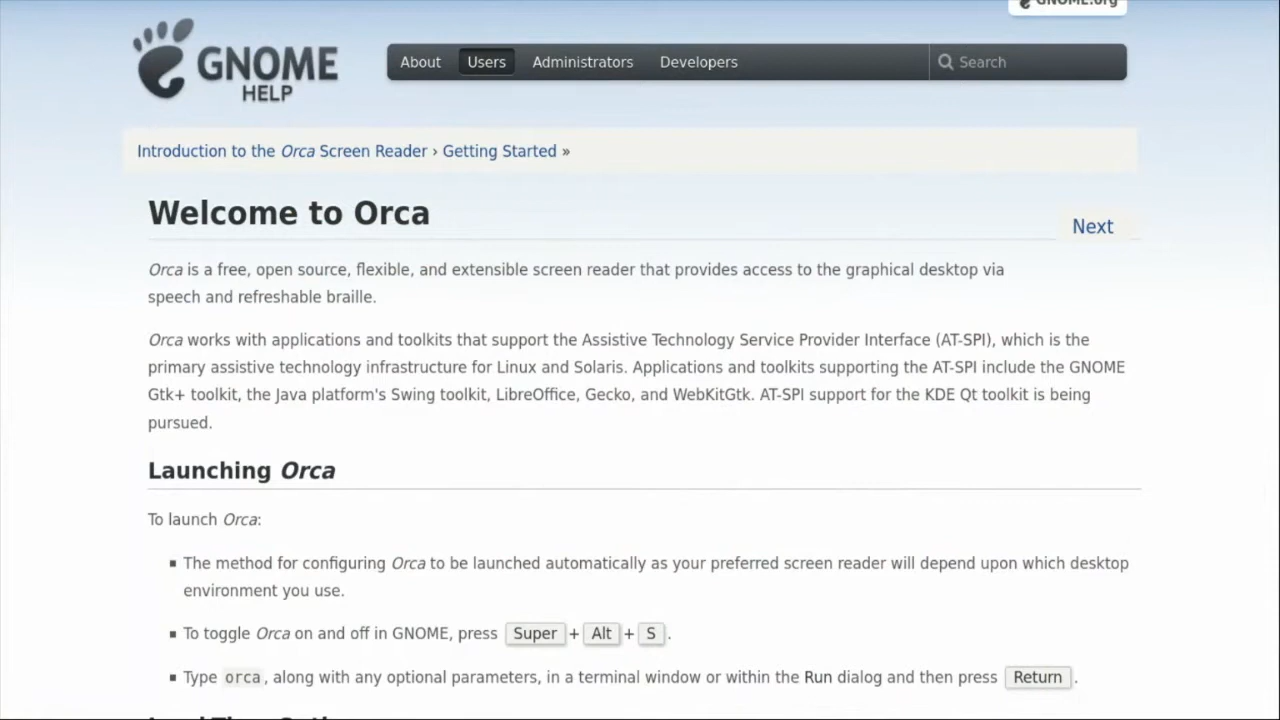 GNOME.org
GNOME
HELP
About Users Administrators Developers Search
Introduction to the Orca Screen Reader › Getting Started »
Welcome to Orca
Next
Orca is a free, open source, flexible, and extensible screen reader that provides access to the graphical desktop via
speech and refreshable braille.
Orca works with applications and toolkits that support the Assistive Technology Service Provider Interface (AT-SPI), which is the
primary assistive technology infrastructure for Linux and Solaris. Applications and toolkits supporting the AT-SPI include the GNOME
Gtk+ toolkit, the Java platform's Swing toolkit, LibreOffice, Gecko, and WebKitGtk. AT-SPI support for the KDE Qt toolkit is being
pursued.
Launching Orca
To launch Orca:
▪ The method for configuring Orca to be launched automatically as your preferred screen reader will depend upon which desktop
environment you use.
▪ To toggle Orca on and off in GNOME, press Super + Alt + S .
▪ Type orca, along with any optional parameters, in a terminal window or within the Run dialog and then press Return .